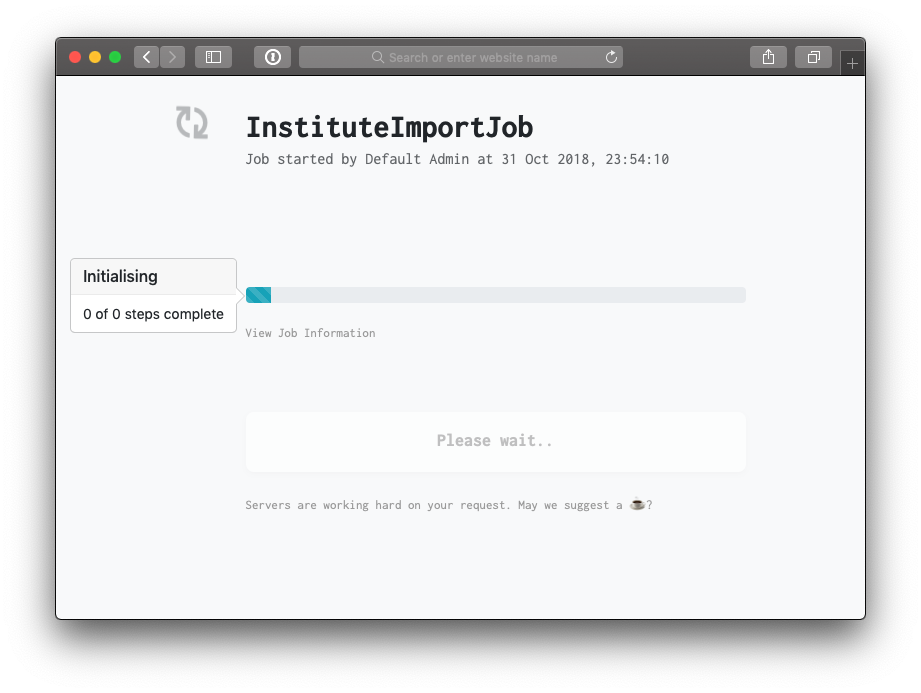 Search or enter website name
InstituteImportJob
Job started by Default Admin at 31 Oct 2018, 23:54:10
Initialising
0 of 0 steps complete
View Job Information
Please wait..
Servers are working hard on your request. May we suggest a ☕?